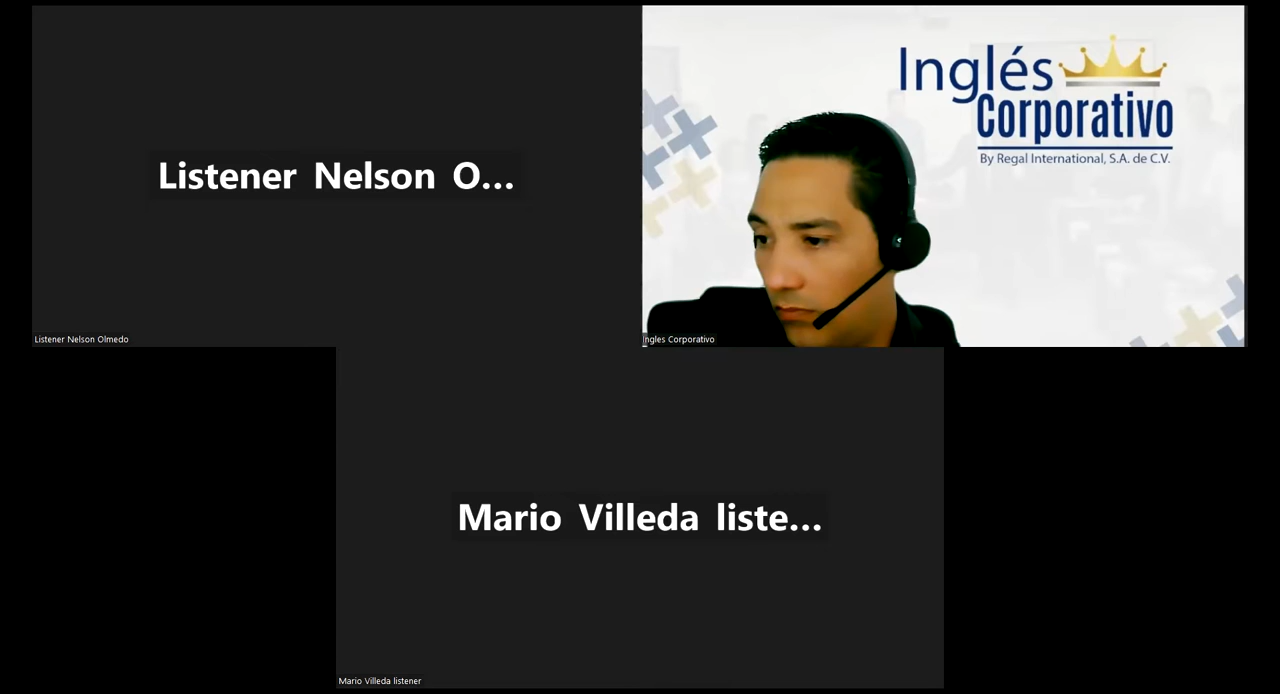 Listener Nelson O...
Listener Nelson Olmedo
Inglés
Corporativo
By Regal International, S.A. de C.V.
Ingles Corporativo
Mario Villeda liste...
Mario Villeda listener